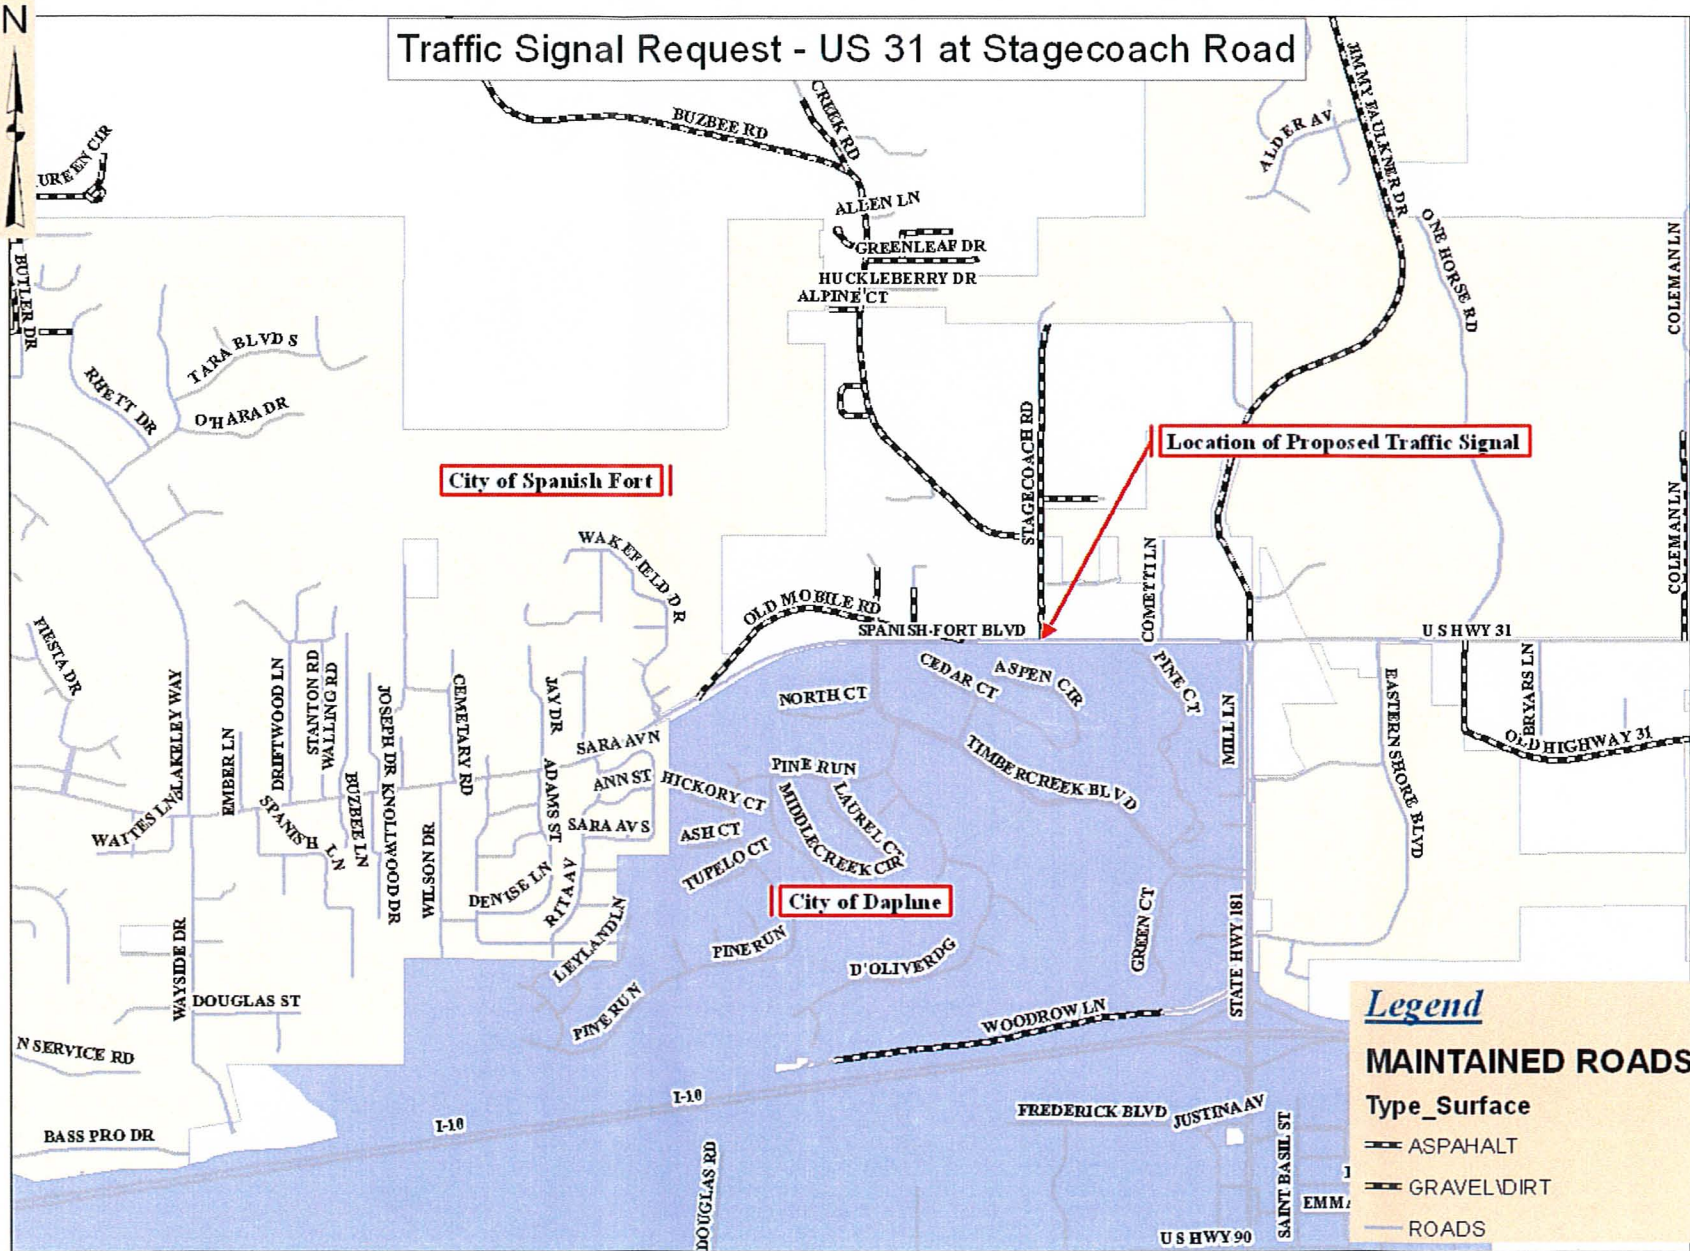 N
Traffic Signal Request - US 31 at Stagecoach Road
BUZBEE RD
CREEK RD
JIMMY FAULKNER DR
ALDER AV
UREEN CIR
ALLEN LN
GREENLEAF DR
HUCKLEBERRY DR
ALPINE CT
ONE HORSE RD
COLEMAN LN
BUTLER DR
TARA BLVD S
RHETT DR
O'HARA DR
STAGECOACH RD
Location of Proposed Traffic Signal
City of Spanish Fort
COLEMAN LN
WAKEFIELD DR
COMETTI LN
OLD MOBILE RD
SPANISH FORT BLVD
U S HWY 31
FIESTA DR
BLAKELEY WAY
DRIFTWOOD LN
STANTON RD
WALLING RD
JOSEPH DR
CEMETARY RD
JAY DR
CEDAR CT
ASPEN CIR
PINE CT
NORTH CT
MILL LN
EASTERN SHORE BLVD
BRYARS LN
OLD HIGHWAY 31
EMBER LN
SARA AV N
ANN ST
HICKORY CT
PINE RUN
TIMBERCREEK BLVD
WAITES LN
SPANISH LN
BUZBEE LN
KNOLLWOOD DR
WILSON DR
ADAMS ST
SARA AV S
ASH CT
TUPELO CT
MIDDLECREEK CIR
LAUREL CT
DENISE LN
RITA AV
City of Daphne
LEYLAND LN
PINE RUN
D'OLIVERDG
GREEN CT
STATE HWY 181
WAYSIDE DR
DOUGLAS ST
PINE RUN
WOODROW LN
N SERVICE RD
I-10
I-10
BASS PRO DR
DOUGLAS RD
FREDERICK BLVD
JUSTINA AV
SAINT BASIL ST
EMMA
U S HWY 90
Legend
MAINTAINED ROADS
Type_Surface
ASPAHALT
GRAVEL\DIRT
ROADS